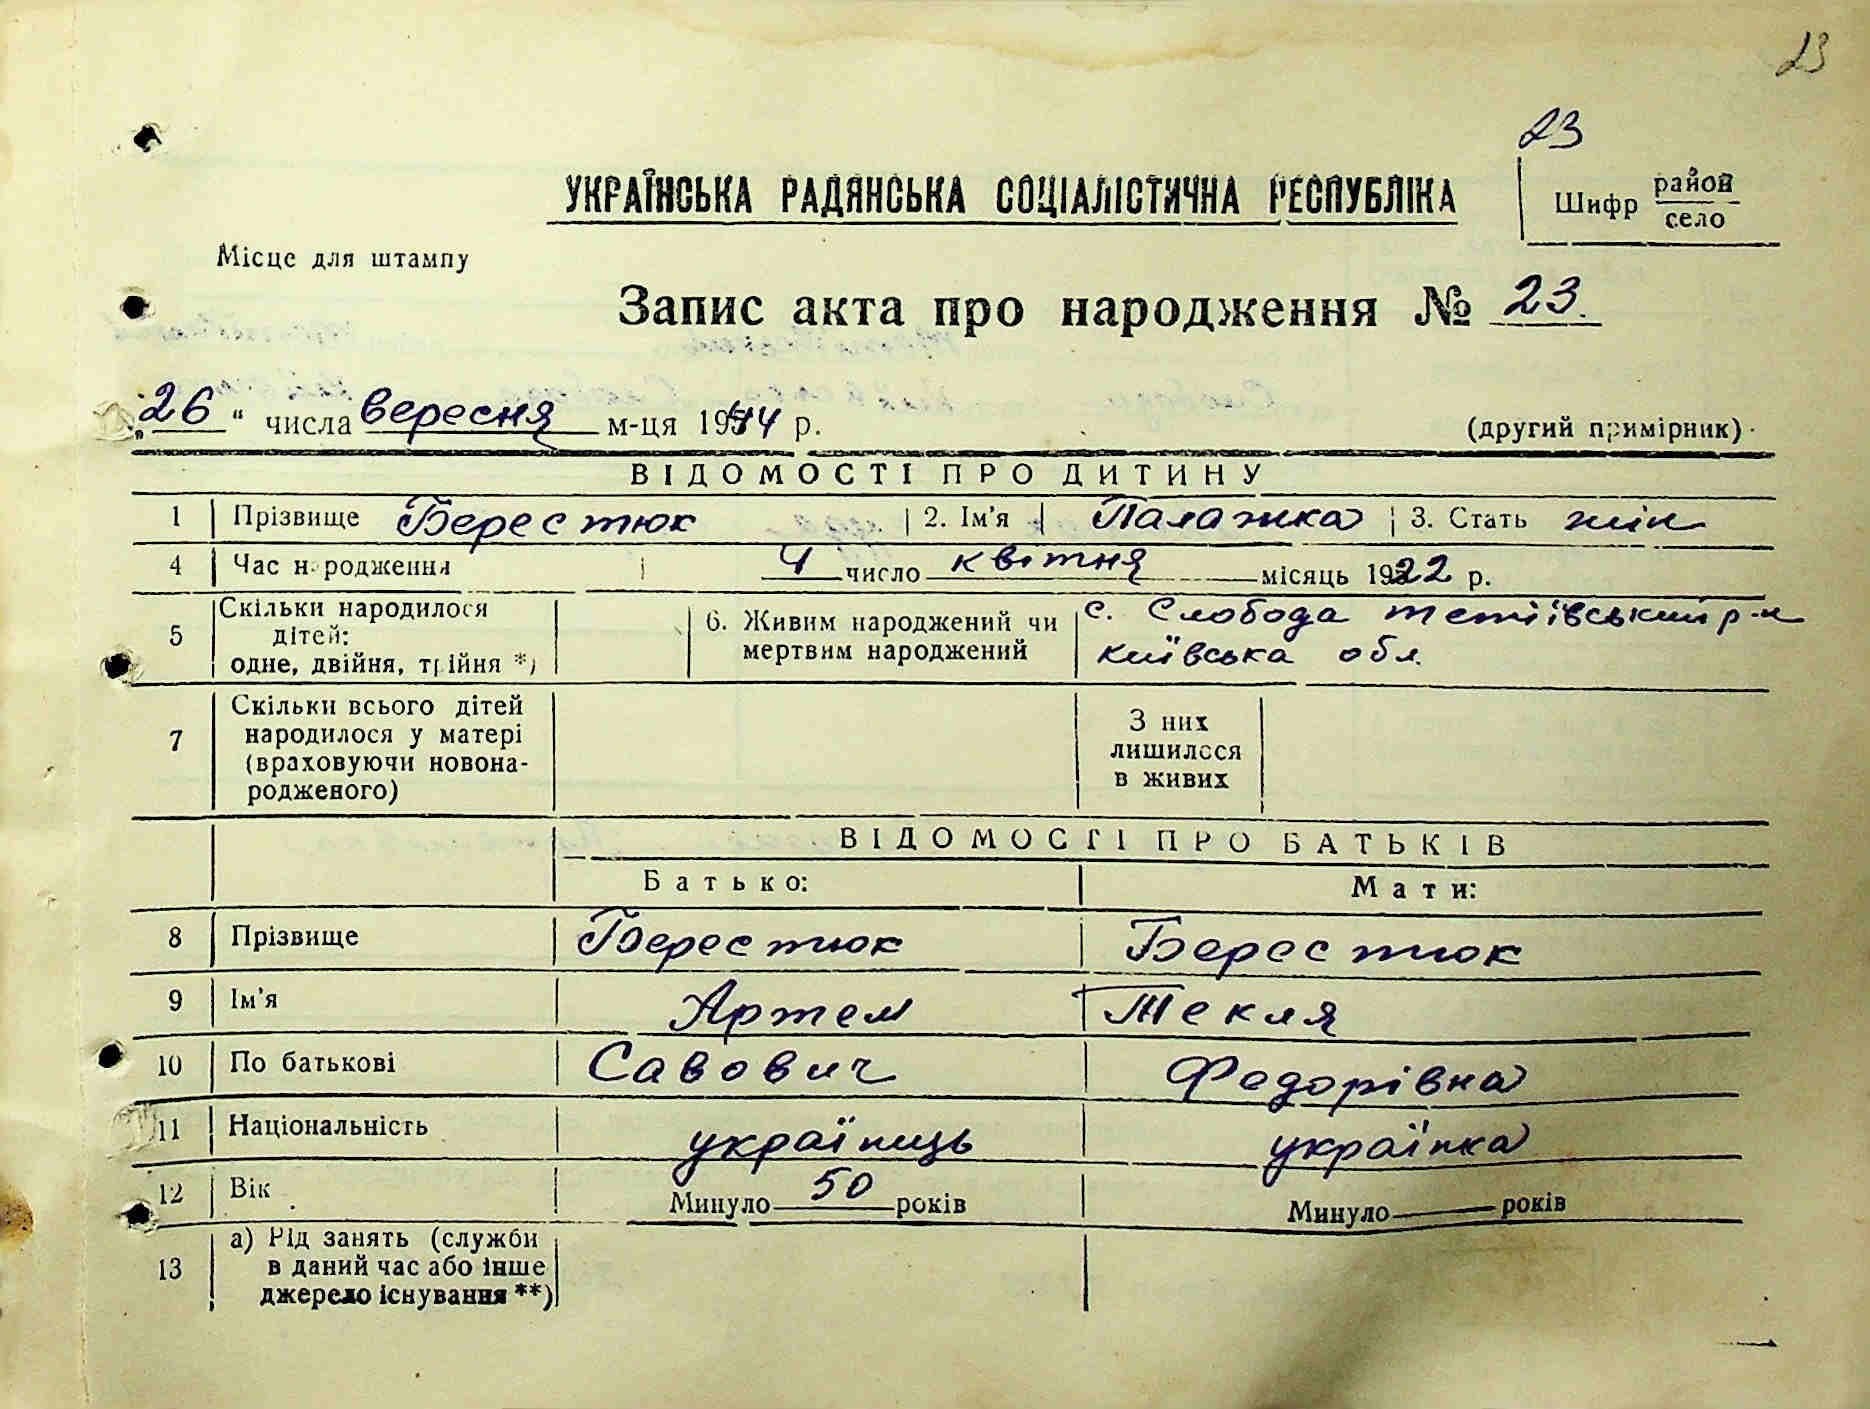 23
23
УКРАЇНСЬКА РАДЯНСЬКА СОЦІАЛІСТИЧНА РЕСПУБЛІКА
Шифр район
село
Місце для штампу
Запис акта про народження № 23.
„26“ числа вересня м-ця 1944 р.
(другий примірник)
ВІДОМОСТІ ПРО ДИТИНУ
1 Прізвище Берестюк 2. Ім'я Палажка 3. Стать жін
4 Час народження 4 число квітня місяць 1922 р.
5 Скільки народилося дітей: одне, двійня, трійня *)
6. Живим народжений чи мертвим народжений
с. Слобода тетіївський р-н
київська обл.
7 Скільки всього дітей народилося у матері (враховуючи новонародженого)
З них лишилося в живих
ВІДОМОСТІ ПРО БАТЬКІВ
Батько: Мати:
8 Прізвище Берестюк Берестюк
9 Ім'я Артем Текля
10 По батькові Савович Федорівна
11 Національність україниць українка
12 Вік Минуло 50 років Минуло — років
13 а) Рід занять (служби в даний час або інше джерело існування **)